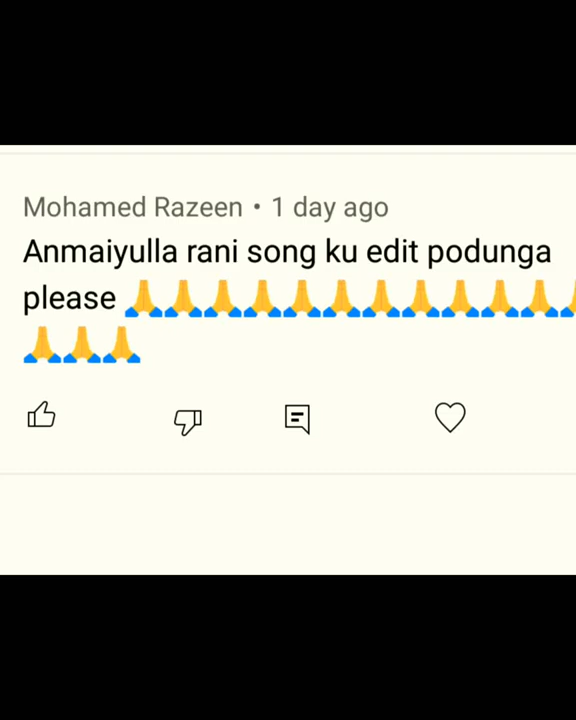 Mohamed Razeen • 1 day ago
Anmaiyulla rani song ku edit podunga
please 🙏🙏🙏🙏🙏🙏🙏🙏🙏🙏🙏🙏
🙏🙏🙏